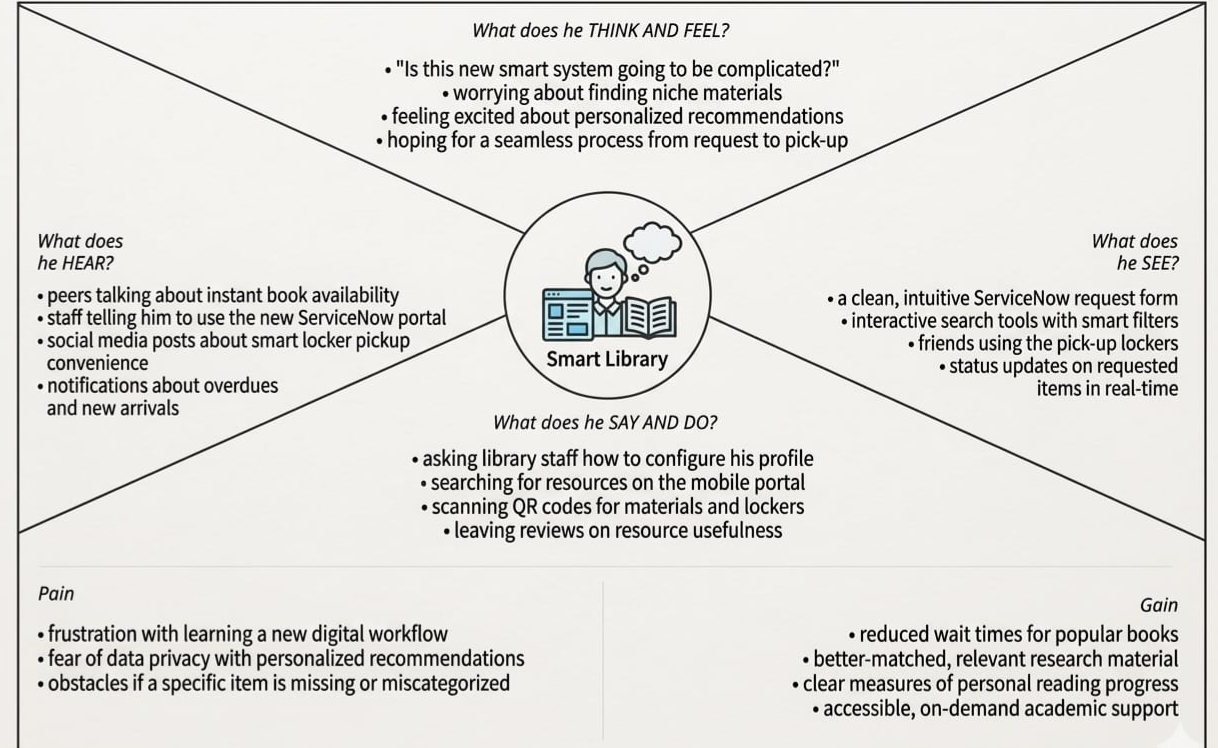 What does he THINK AND FEEL?
• "Is this new smart system going to be complicated?"
• worrying about finding niche materials
• feeling excited about personalized recommendations
• hoping for a seamless process from request to pick-up
What does
he HEAR?
• peers talking about instant book availability
• staff telling him to use the new ServiceNow portal
• social media posts about smart locker pickup
convenience
• notifications about overdues
and new arrivals
Smart Library
What does
he SEE?
• a clean, intuitive ServiceNow request form
• interactive search tools with smart filters
• friends using the pick-up lockers
• status updates on requested
items in real-time
What does he SAY AND DO?
• asking library staff how to configure his profile
• searching for resources on the mobile portal
• scanning QR codes for materials and lockers
• leaving reviews on resource usefulness
Pain
• frustration with learning a new digital workflow
• fear of data privacy with personalized recommendations
• obstacles if a specific item is missing or miscategorized
Gain
• reduced wait times for popular books
• better-matched, relevant research material
• clear measures of personal reading progress
• accessible, on-demand academic support